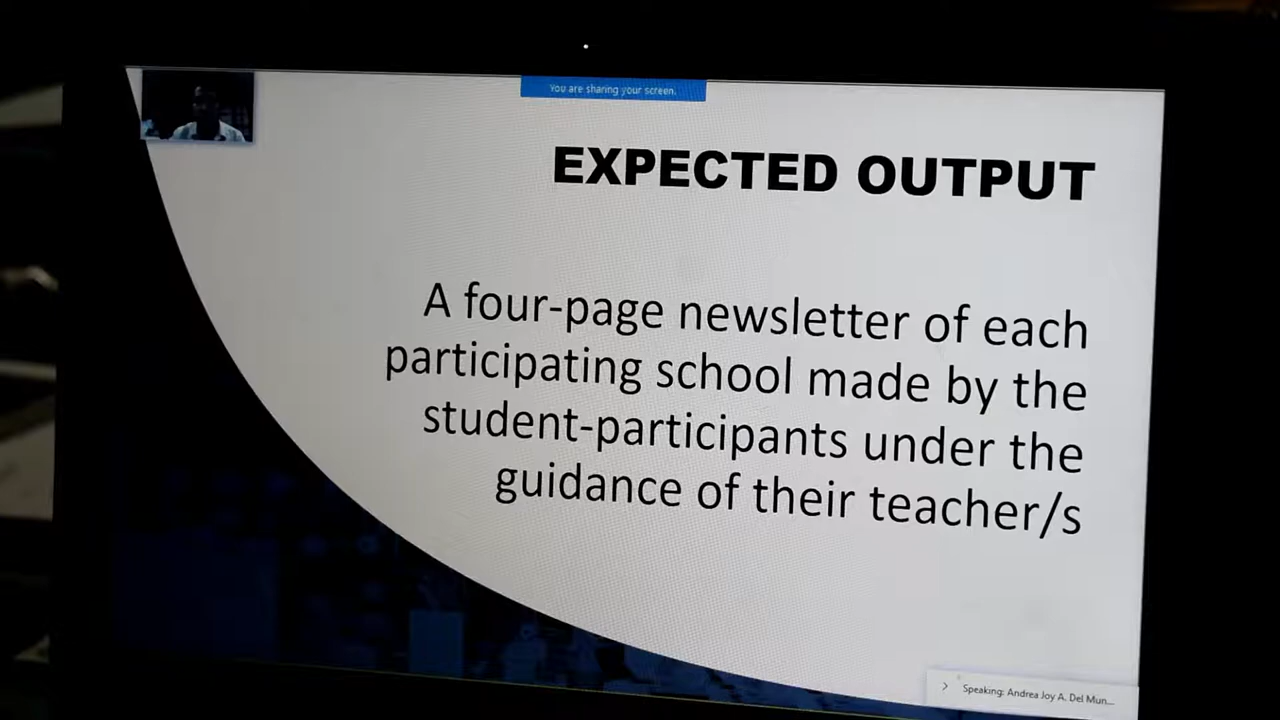 You are sharing your screen.
EXPECTED OUTPUT
A four-page newsletter of each
participating school made by the
student-participants under the
guidance of their teacher/s
Speaking: Andrea Joy A. Del Mun...